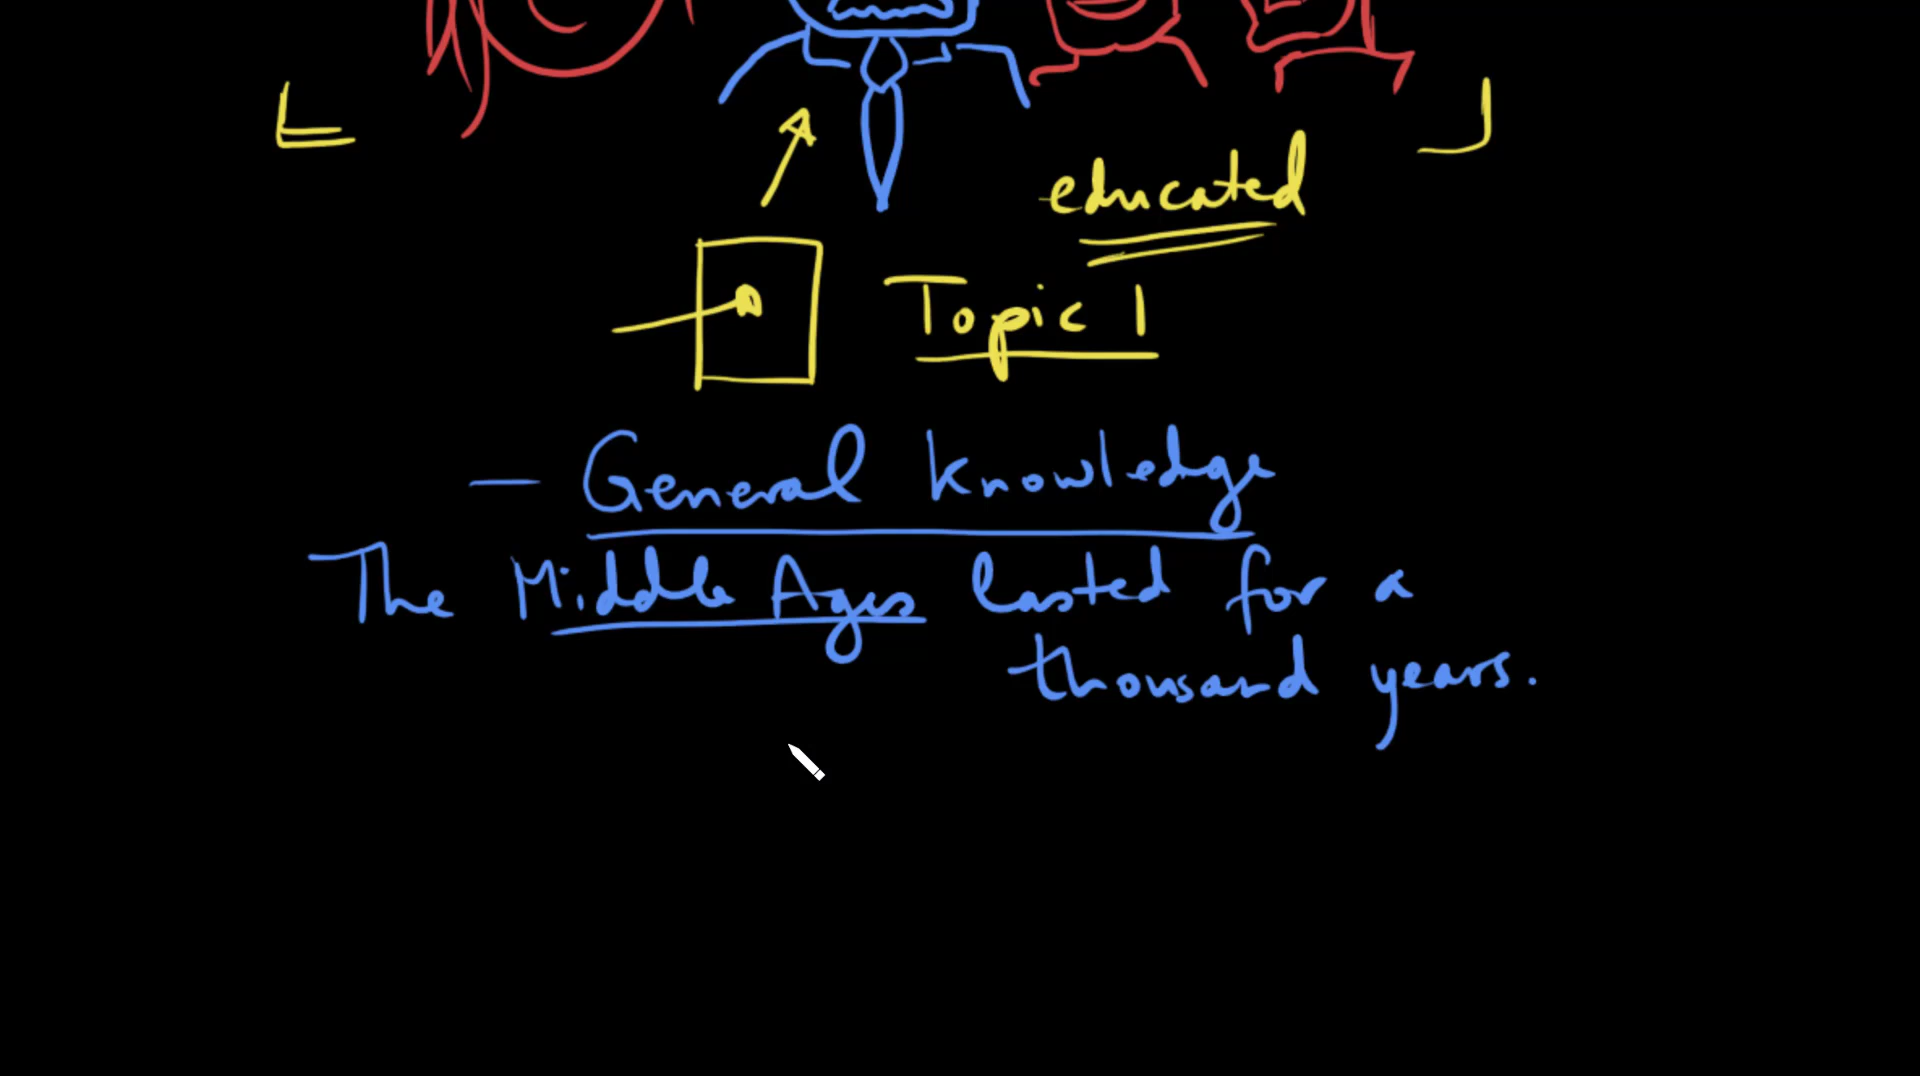 educated
Topic 1
- General Knowledge
The Middle Ages lasted for a
thousand years.